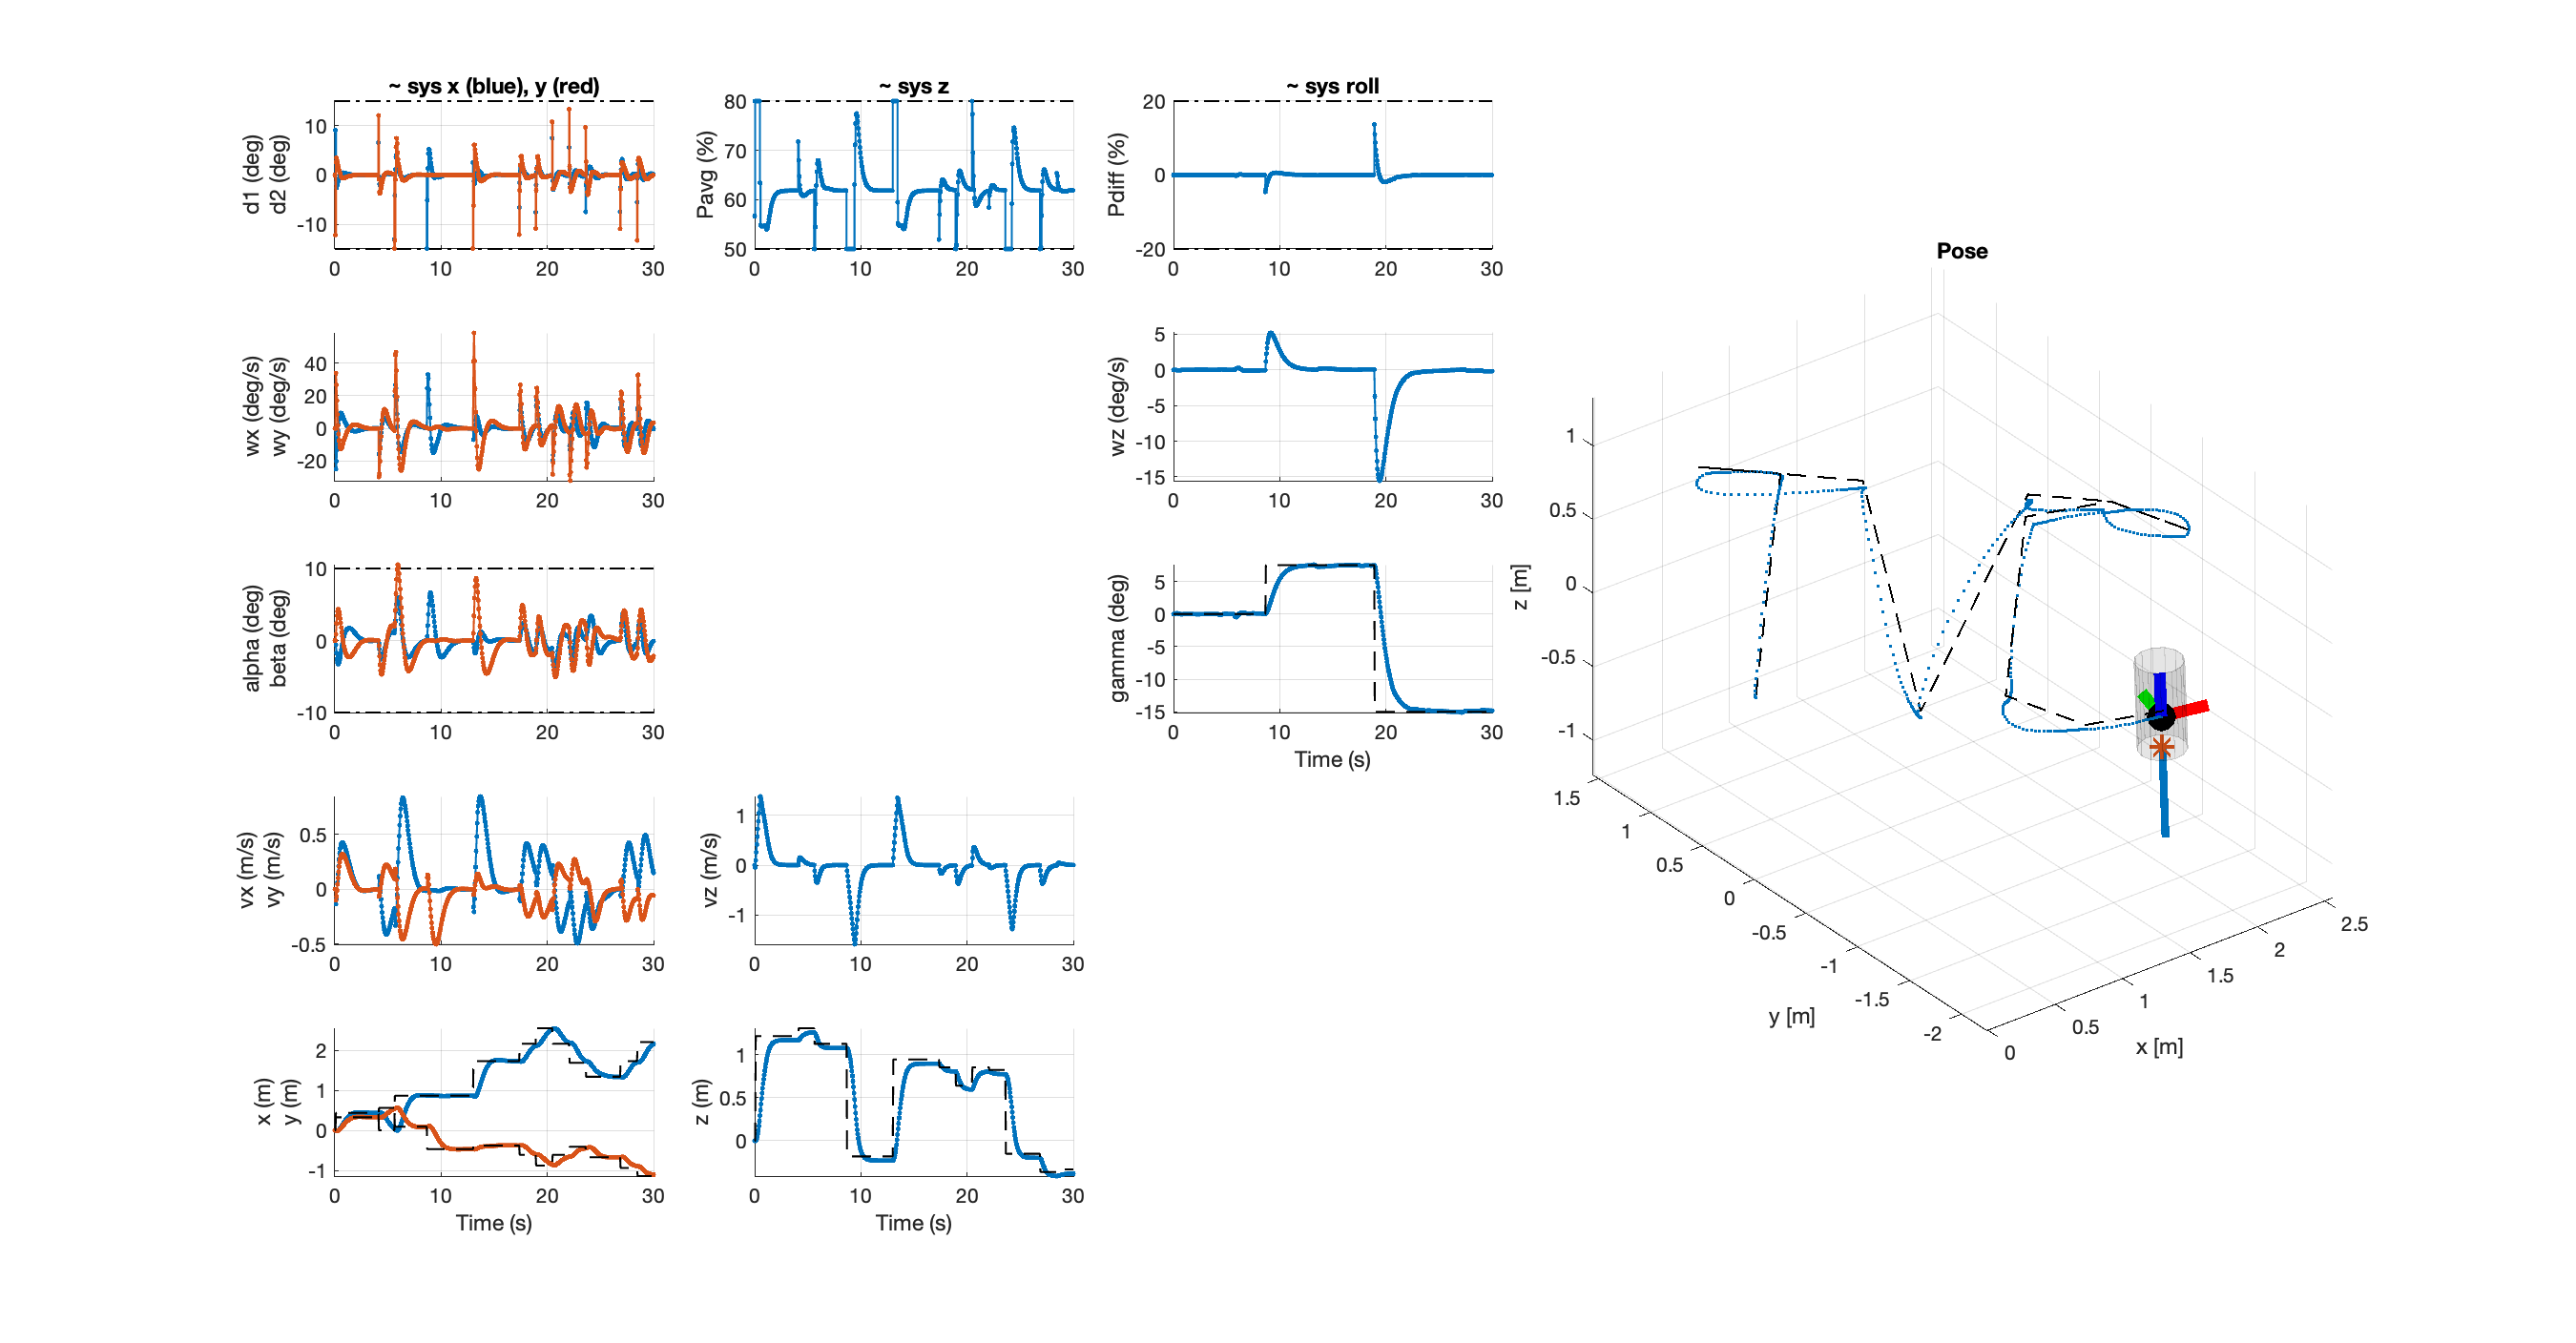 ~ sys x (blue), y (red)
~ sys z
~ sys roll
d1 (deg)
d2 (deg)
10
0
-10
0 10 20 30
Pavg (%)
80
70
60
50
0 10 20 30
Pdiff (%)
20
0
-20
0 10 20 30
wx (deg/s)
wy (deg/s)
40
20
0
-20
0 10 20 30
wz (deg/s)
5
0
-5
-10
-15
0 10 20 30
alpha (deg)
beta (deg)
10
0
-10
0 10 20 30
gamma (deg)
5
0
-5
-10
-15
0 10 20 30
Time (s)
vx (m/s)
vy (m/s)
0.5
0
-0.5
0 10 20 30
vz (m/s)
1
0
-1
0 10 20 30
x (m)
y (m)
2
1
0
-1
0 10 20 30
Time (s)
z (m)
1
0.5
0
0 10 20 30
Time (s)
Pose
z [m]
1
0.5
0
-0.5
-1
1.5
1
0.5
0
-0.5
-1
-1.5
-2
y [m]
0
0.5
1
1.5
2
2.5
x [m]